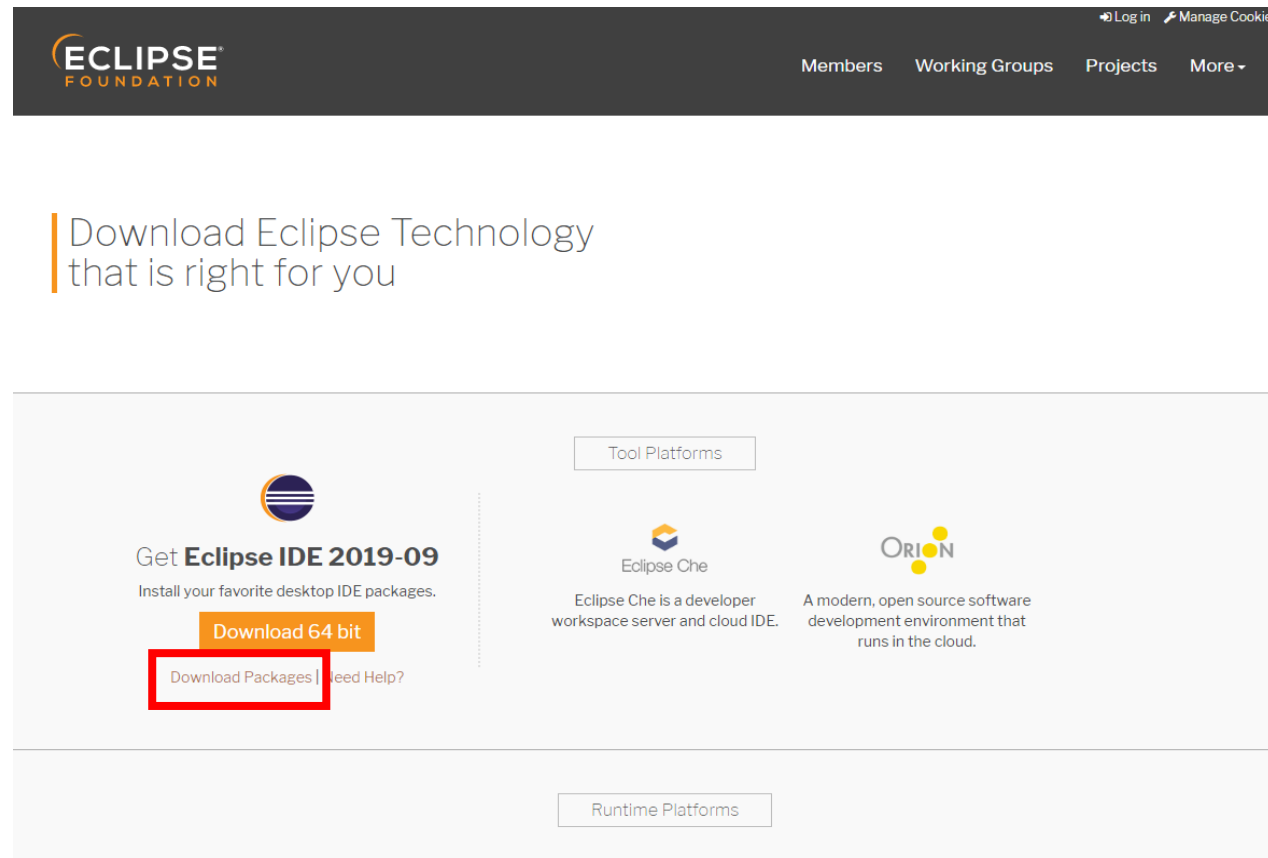 Log in Manage Cookie
ECLIPSE®
FOUNDATION
Members Working Groups Projects More
Download Eclipse Technology
that is right for you
Tool Platforms
Get Eclipse IDE 2019-09
Install your favorite desktop IDE packages.
Download 64 bit
Download Packages | Need Help?
Eclipse Che
Eclipse Che is a developer
workspace server and cloud IDE.
ORION
A modern, open source software
development environment that
runs in the cloud.
Runtime Platforms